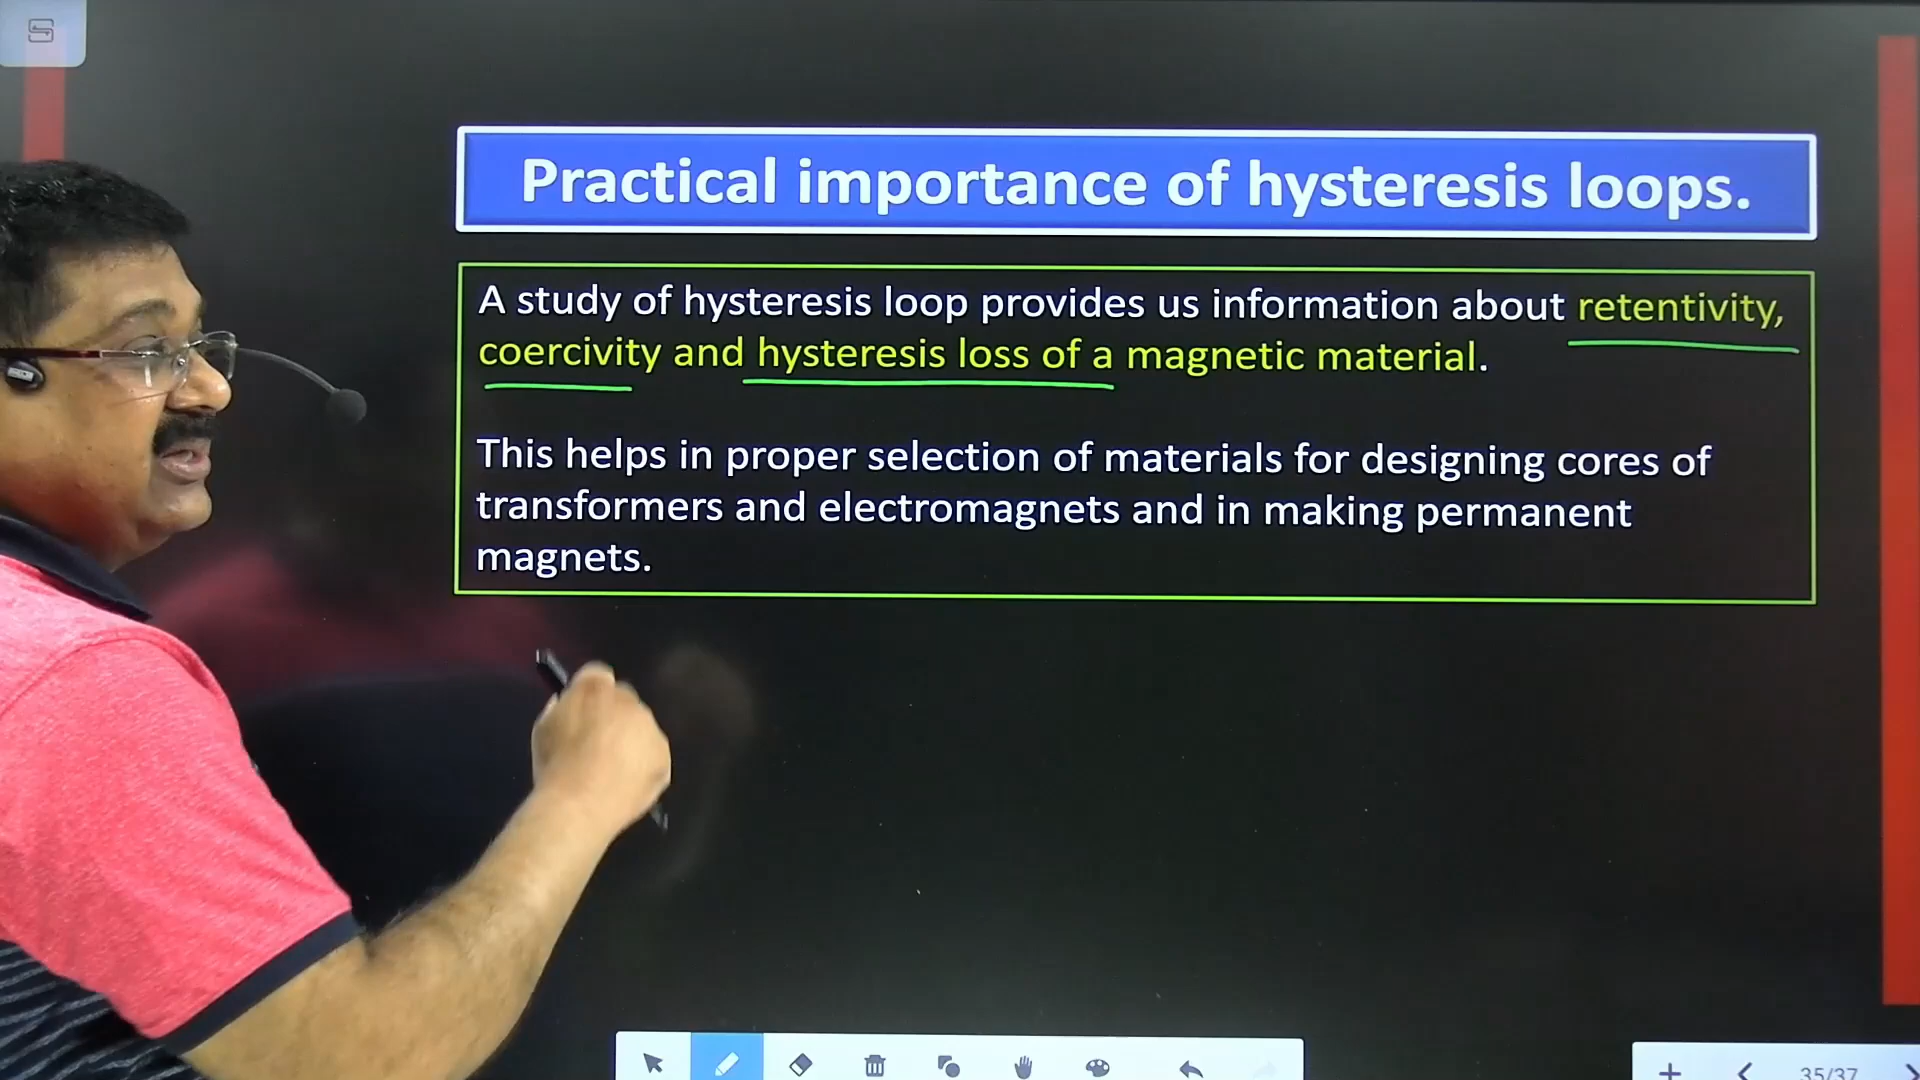 Practical importance of hysteresis loops.
A study of hysteresis loop provides us information about retentivity,
coercivity and hysteresis loss of a magnetic material.
This helps in proper selection of materials for designing cores of
transformers and electromagnets and in making permanent
magnets.
35/37